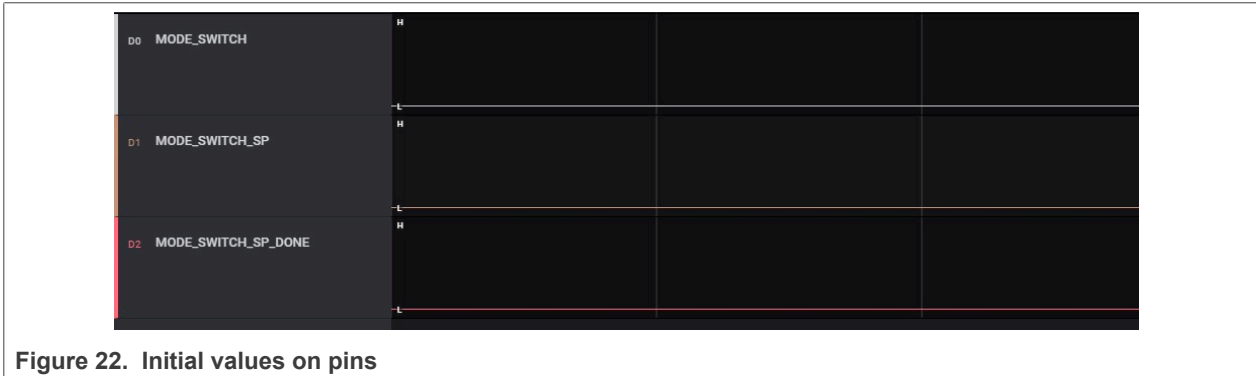 D0 MODE_SWITCH H
L
D1 MODE_SWITCH_SP H
L
D2 MODE_SWITCH_SP_DONE H
L
Figure 22. Initial values on pins